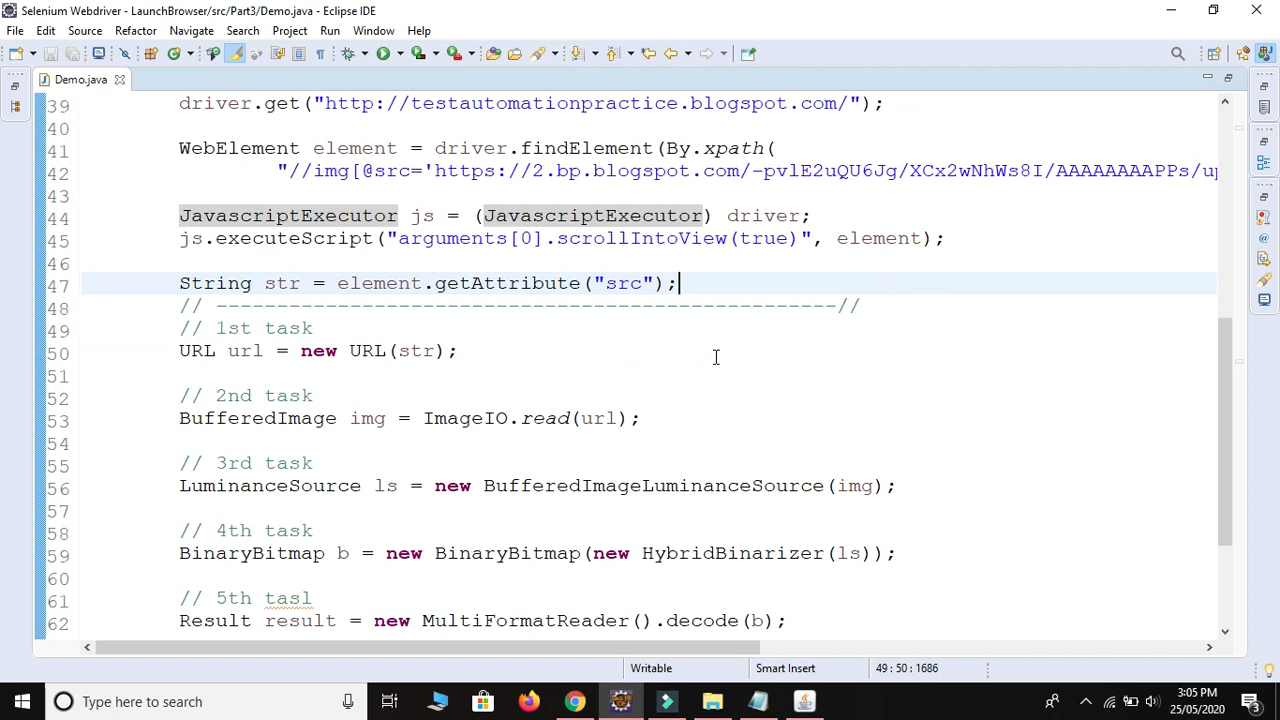 Selenium Webdriver - LaunchBrowser/src/Part3/Demo.java - Eclipse IDE
File Edit Source Refactor Navigate Search Project Run Window Help
Demo.java
39 driver.get("http://testautomationpractice.blogspot.com/");
40
41 WebElement element = driver.findElement(By.xpath(
42 "//img[@src='https://2.bp.blogspot.com/-pvlE2uQU6Jg/XCx2wNhWs8I/AAAAAAAAPPs/up
43
44 JavascriptExecutor js = (JavascriptExecutor) driver;
45 js.executeScript("arguments[0].scrollIntoView(true)", element);
46
47 String str = element.getAttribute("src");
48 // ---------------------------------------------------//
49 // 1st task
50 URL url = new URL(str);
51
52 // 2nd task
53 BufferedImage img = ImageIO.read(url);
54
55 // 3rd task
56 LuminanceSource ls = new BufferedImageLuminanceSource(img);
57
58 // 4th task
59 BinaryBitmap b = new BinaryBitmap(new HybridBinarizer(ls));
60
61 // 5th tasl
62 Result result = new MultiFormatReader().decode(b);
Writable Smart Insert 49 : 50 : 1686
Type here to search
3:05 PM
25/05/2020
3